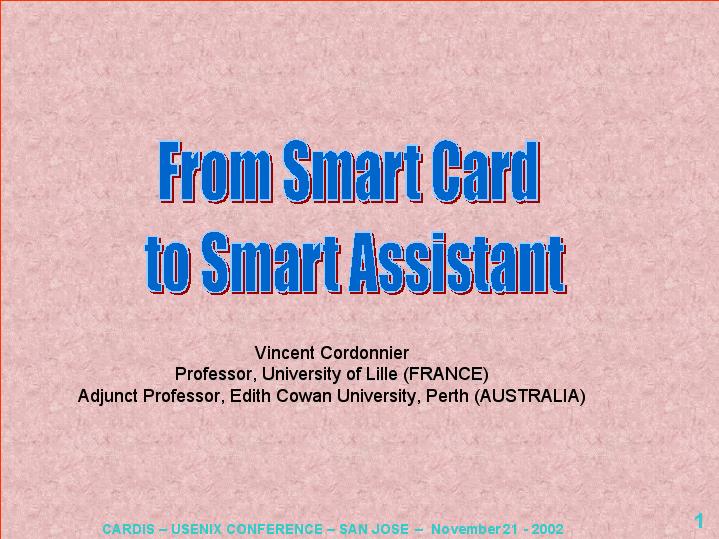 From Smart Card
to Smart Assistant
Vincent Cordonnier
Professor, University of Lille (FRANCE)
Adjunct Professor, Edith Cowan University, Perth (AUSTRALIA)
CARDIS – USENIX CONFERENCE – SAN JOSE – November 21 - 2002
1